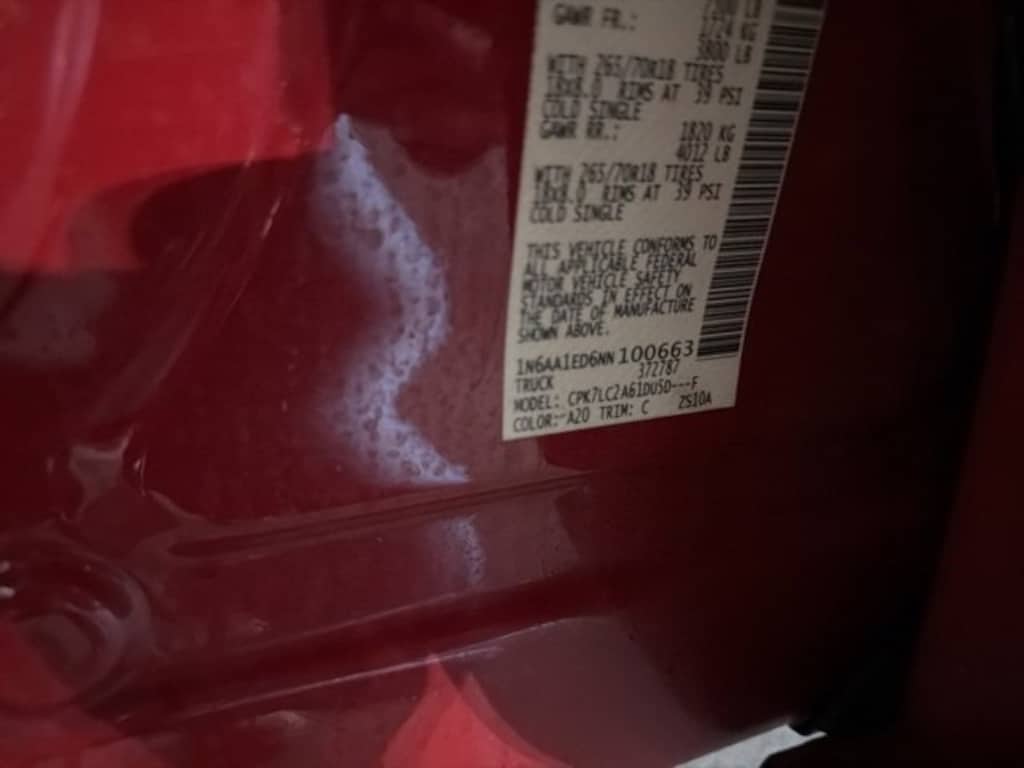 GAWR FR.: 1724 KG
3800 LB
WITH 265/70R18 TIRES
18X8.0 RIMS AT 39 PSI
COLD SINGLE
GAWR RR.: 1820 KG
4012 LB
WITH 265/70R18 TIRES
18X8.0 RIMS AT 39 PSI
COLD SINGLE
THIS VEHICLE CONFORMS TO
ALL APPLICABLE FEDERAL
MOTOR VEHICLE SAFETY
STANDARDS IN EFFECT ON
THE DATE OF MANUFACTURE
SHOWN ABOVE.
1N6AA1ED6NN100663
TRUCK 372787
MODEL: CPK7LC2A61DUSD---F
COLOR: A20 TRIM: C ZS10A